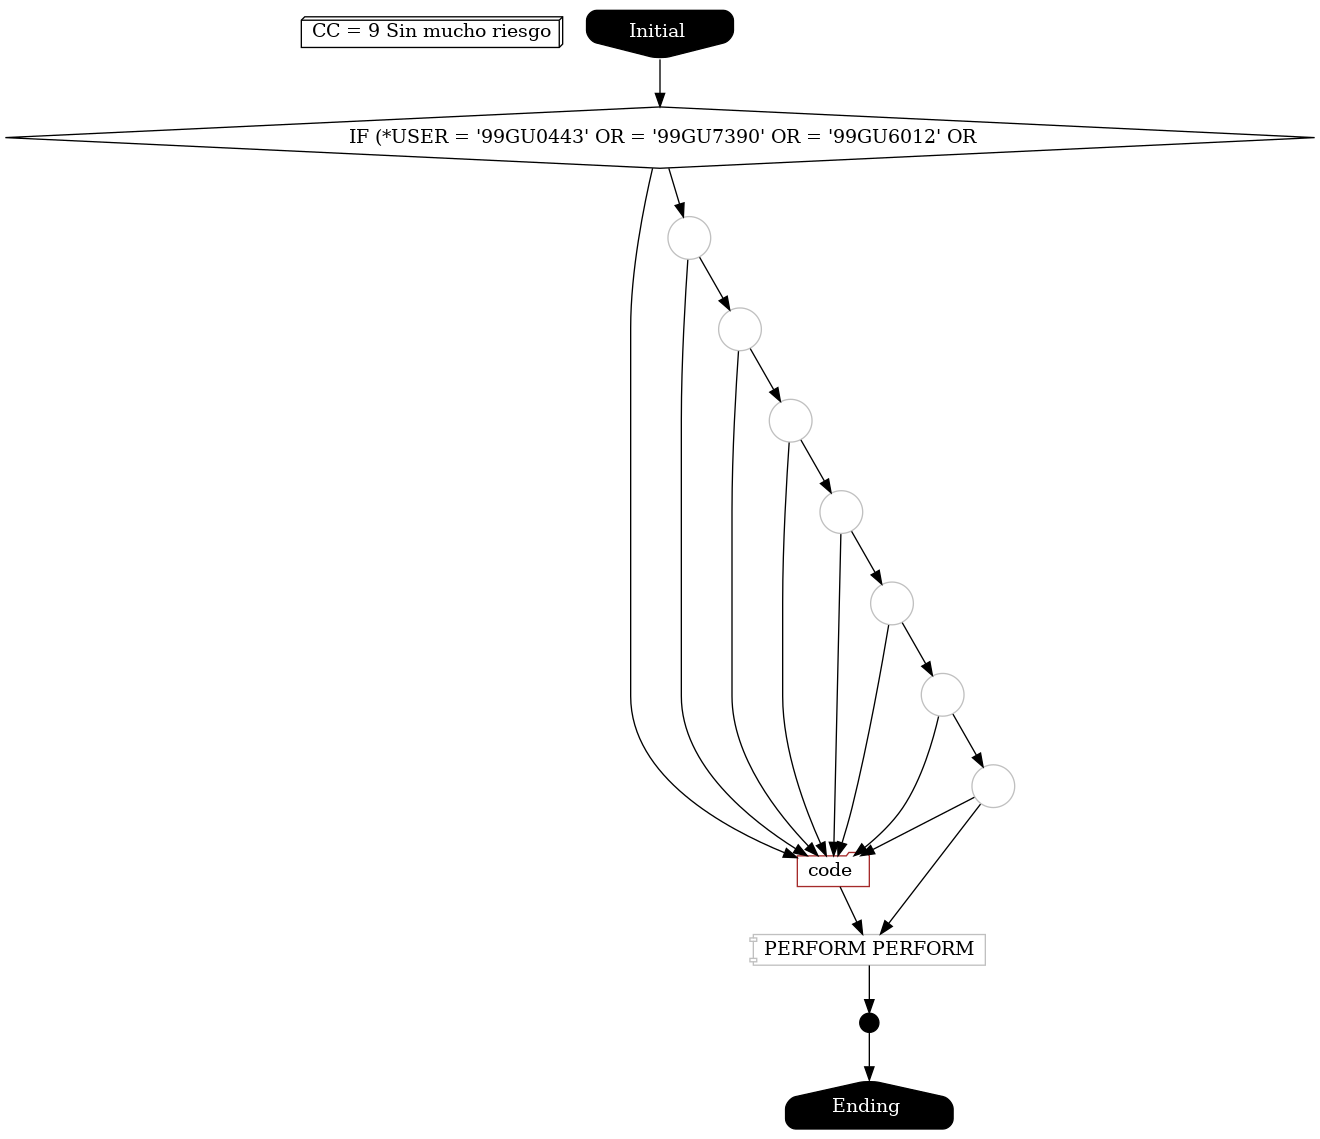 CC = 9 Sin mucho riesgo
Initial
IF (*USER = '99GU0443' OR = '99GU7390' OR = '99GU6012' OR
code
PERFORM PERFORM
Ending